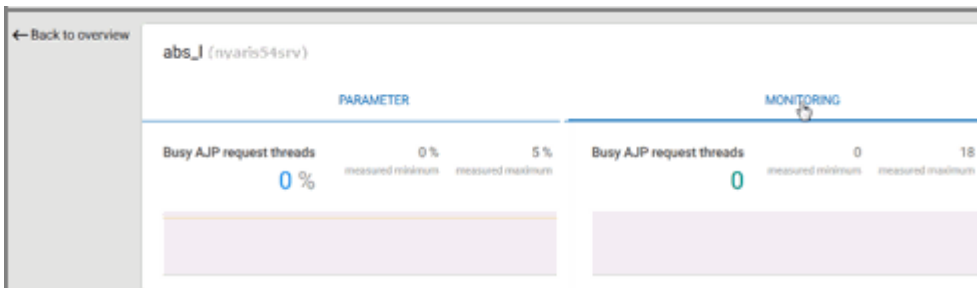 ←Back to overview
abs_l (nyaris54srv)
PARAMETER
MONITORING
Busy AJP request threads
0 %
measured minimum
5 %
measured maximum
0 %
Busy AJP request threads
0
measured minimum
18
measured maximum
0